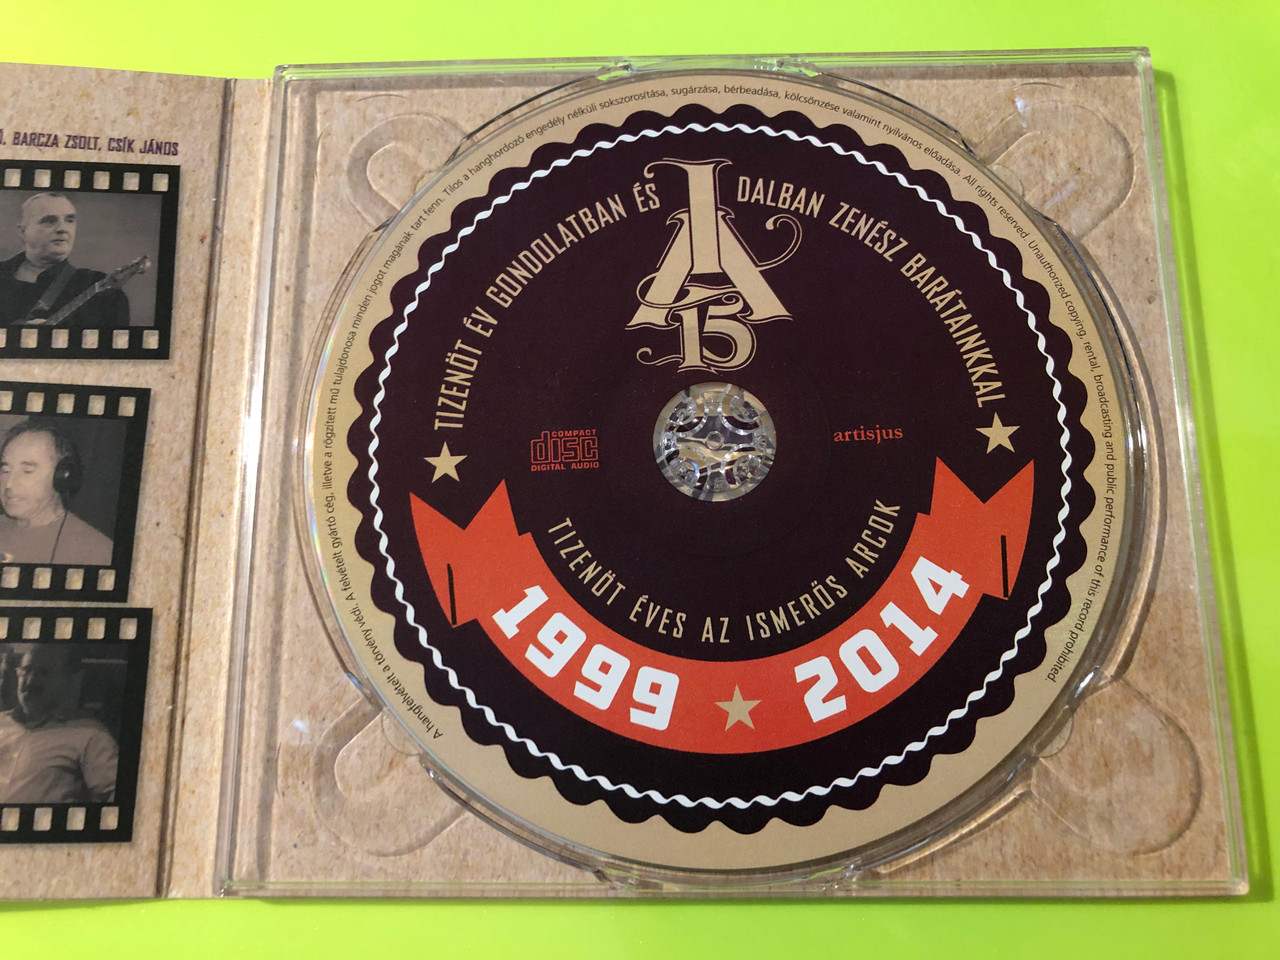 BARCZA ZSOLT, CSÍK JÁNOS
A hangfelvételt a törvény védi. A felvételt gyártó cég, illetve a rögzített mű tulajdonosa minden jogot magának tart fenn. Tilos a hanghordozó engedély nélküli sokszorosítása, sugárzása, bérbeadása, kölcsönzése valamint nyilvános előadása. All rights reserved. Unauthorized copying, rental, broadcasting and public performance of this record prohibited.
TIZENÖT ÉV GONDOLATBAN ÉS DALBAN ZENÉSZ BARÁTAINKKAL
IA
15
COMPACT
disc
DIGITAL AUDIO
artisjus
TIZENÖT ÉVES AZ ISMERŐS ARCOK
1999 ★ 2014